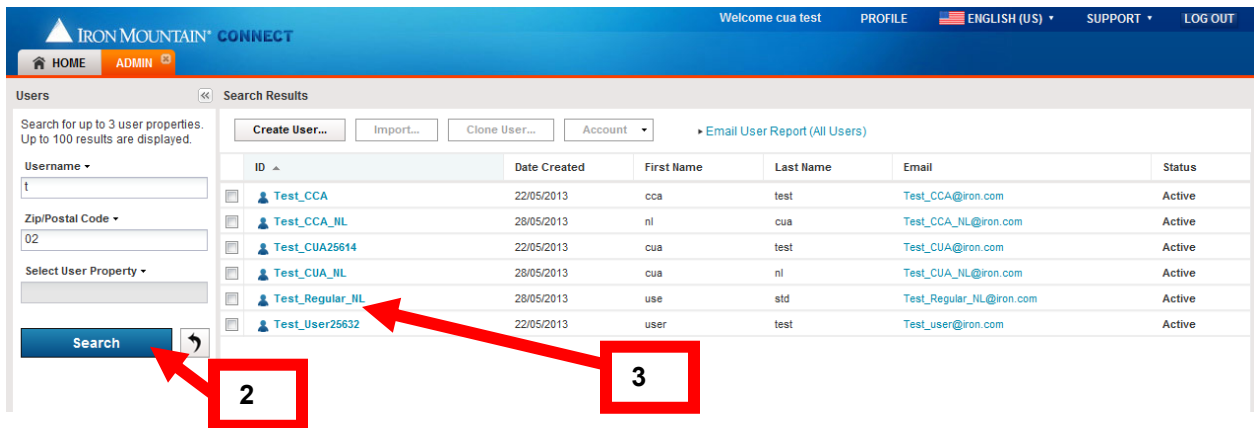 Welcome cua test PROFILE ENGLISH (US) SUPPORT LOG OUT
IRON MOUNTAIN® CONNECT
HOME ADMIN
Users Search Results
Search for up to 3 user properties.
Up to 100 results are displayed.
Create User... Import... Clone User... Account Email User Report (All Users)
Username
ID Date Created First Name Last Name Email Status
t
Test_CCA 22/05/2013 cca test Test_CCA@iron.com Active
Zip/Postal Code
Test_CCA_NL 28/05/2013 nl cua Test_CCA_NL@iron.com Active
02
Test_CUA25614 22/05/2013 cua test Test_CUA@iron.com Active
Select User Property
Test_CUA_NL 28/05/2013 cua nl Test_CUA_NL@iron.com Active
Test_Regular_NL 28/05/2013 use std Test_Regular_NL@iron.com Active
Test_User25632 22/05/2013 user test Test_user@iron.com Active
Search
2
3